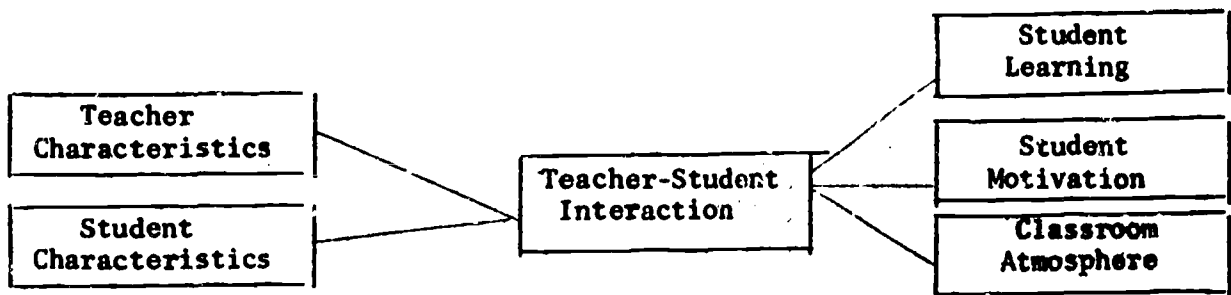 Teacher
Characteristics
Student
Characteristics
Teacher-Student
Interaction
Student
Learning
Student
Motivation
Classroom
Atmosphere